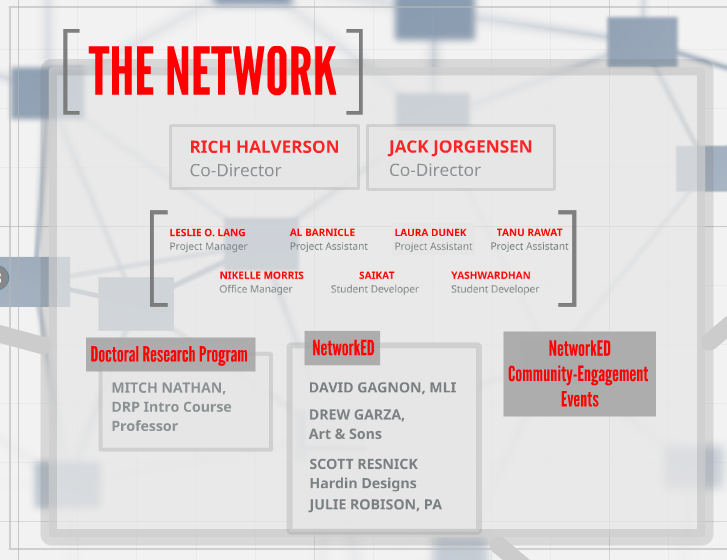 THE NETWORK
RICH HALVERSON
Co-Director
JACK JORGENSEN
Co-Director
LESLIE O. LANG
Project Manager
AL BARNICLE
Project Assistant
LAURA DUNEK
Project Assistant
TANU RAWAT
Project Assistant
NIKELLE MORRIS
Office Manager
SAIKAT
Student Developer
YASHWARDHAN
Student Developer
Doctoral Research Program
MITCH NATHAN,
DRP Intro Course
Professor
NetworkED
DAVID GAGNON, MLI
DREW GARZA,
Art & Sons
SCOTT RESNICK
Hardin Designs
JULIE ROBISON, PA
NetworkED
Community-Engagement
Events